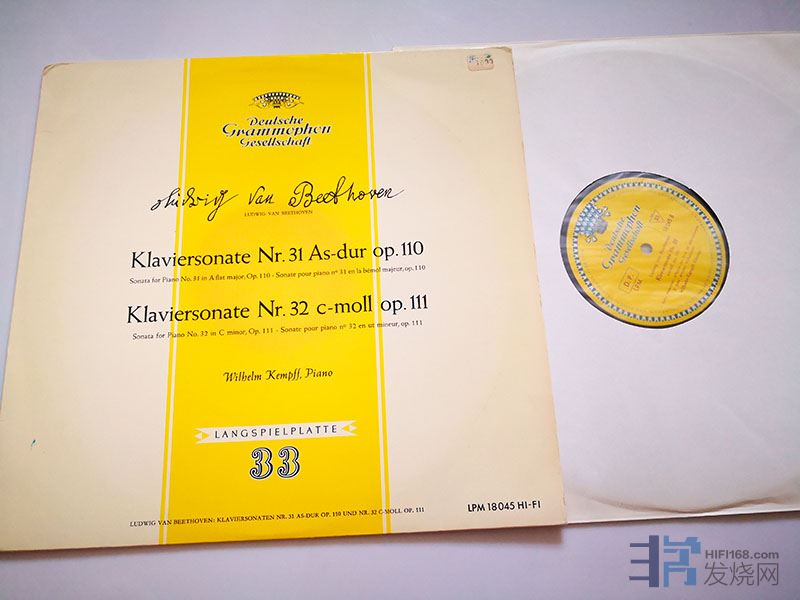 Deutsche
Grammophon
Gesellschaft
Ludwig van Beethoven
LUDWIG VAN BEETHOVEN
Klaviersonate Nr. 31 As-dur op. 110
Sonata for Piano No. 31 in A flat major, Op. 110 - Sonate pour piano nº 31 en la bémol majeur, op. 110
Klaviersonate Nr. 32 c-moll op. 111
Sonata for Piano No. 32 in C minor, Op. 111 - Sonate pour piano nº 32 en ut mineur, op. 111
Wilhelm Kempff, Piano
LANGSPIELPLATTE
33
LUDWIG VAN BEETHOVEN: KLAVIERSONATEN NR. 31 AS-DUR OP. 110 UND NR. 32 C-MOLL OP. 111
LPM 18045 HI-FI
Deutsche
Grammophon
Gesellschaft
LPM
HIFI168.com
发烧网